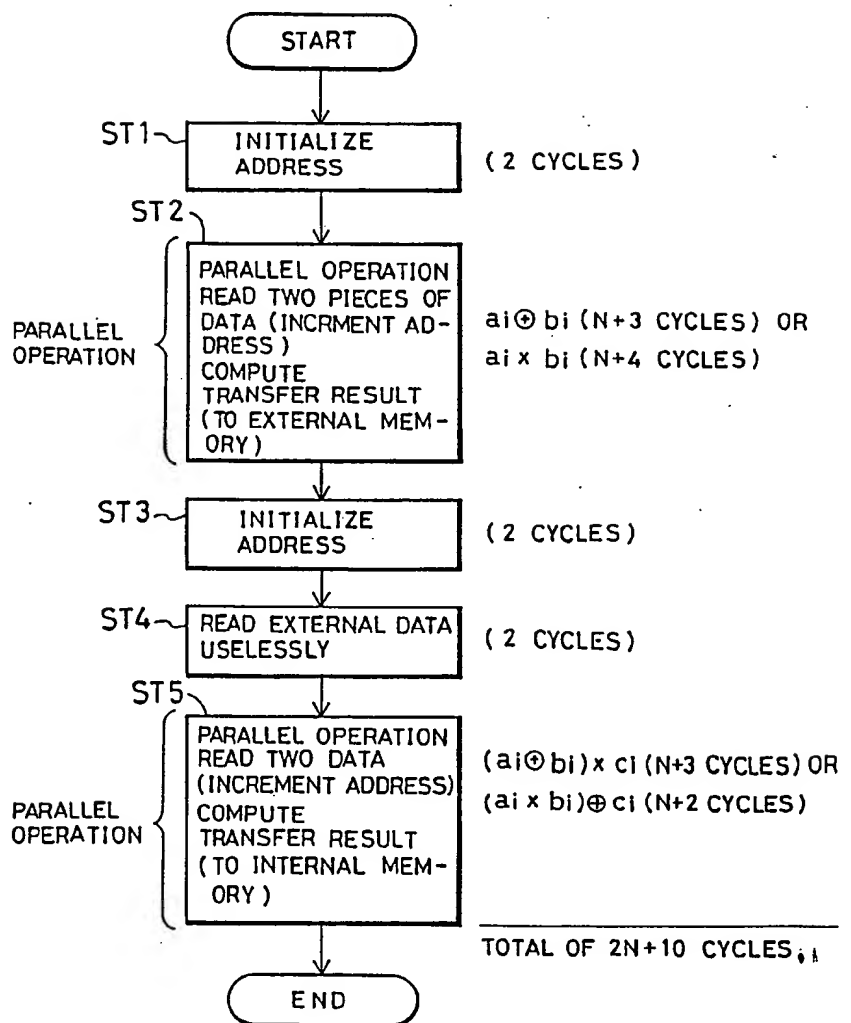 START
ST1
INITIALIZE
ADDRESS
(2 CYCLES)
ST2
PARALLEL
OPERATION
PARALLEL OPERATION
READ TWO PIECES OF
DATA (INCRMENT AD-
DRESS)
COMPUTE
TRANSFER RESULT
(TO EXTERNAL MEM-
ORY)
ai⊕ bi (N+3 CYCLES) OR
ai x bi (N+4 CYCLES)
ST3
INITIALIZE
ADDRESS
(2 CYCLES)
ST4
READ EXTERNAL DATA
USELESSLY
(2 CYCLES)
ST5
PARALLEL
OPERATION
PARALLEL OPERATION
READ TWO DATA
(INCREMENT ADDRESS)
COMPUTE
TRANSFER RESULT
(TO INTERNAL MEM-
ORY)
(ai⊕bi)x ci (N+3 CYCLES) OR
(ai x bi)⊕ci (N+2 CYCLES)
TOTAL OF 2N+10 CYCLES
END